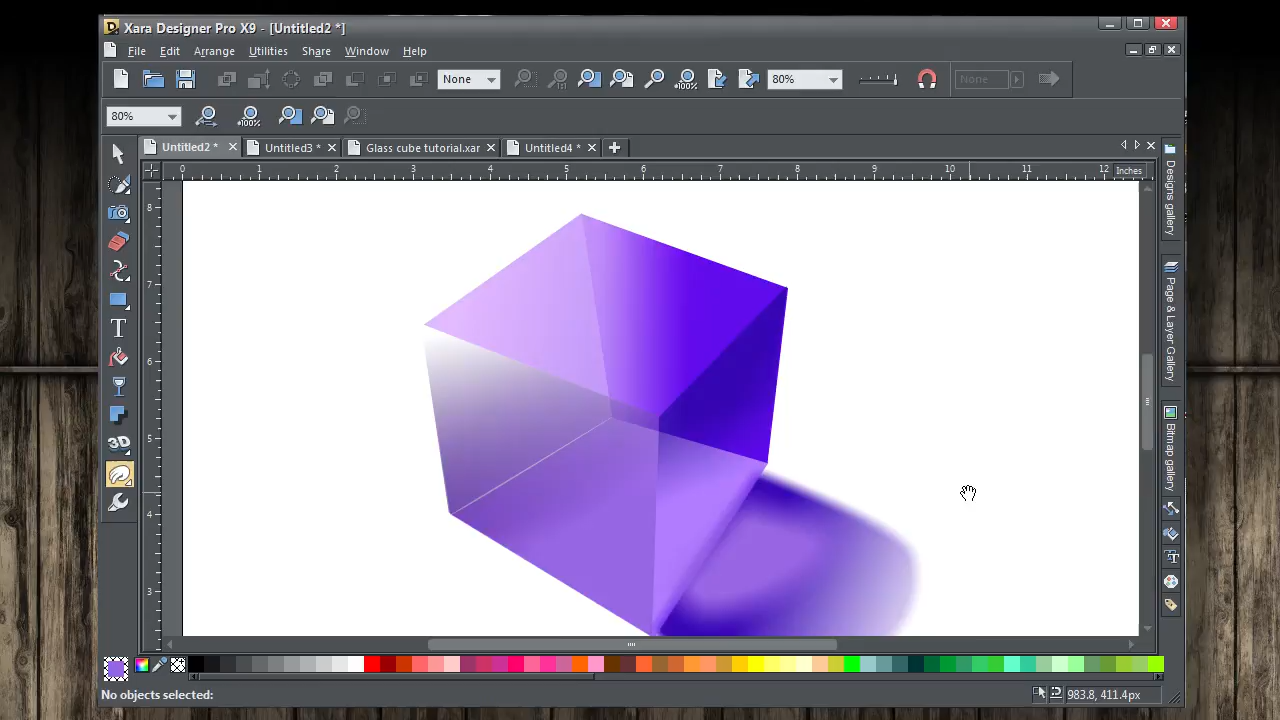 Xara Designer Pro X9 - [Untitled2 *]
File Edit Arrange Utilities Share Window Help
None 80% None
100%
80%
100%
Untitled2 * Untitled3 * Glass cube tutorial.xar Untitled4 *
0 1 2 3 4 5 6 7 8 9 10 11 12 Inches
8
7
6
5
4
3
T
3D
Designs gallery
Page & Layer Gallery
Bitmap gallery
No objects selected: 983.8, 411.4px